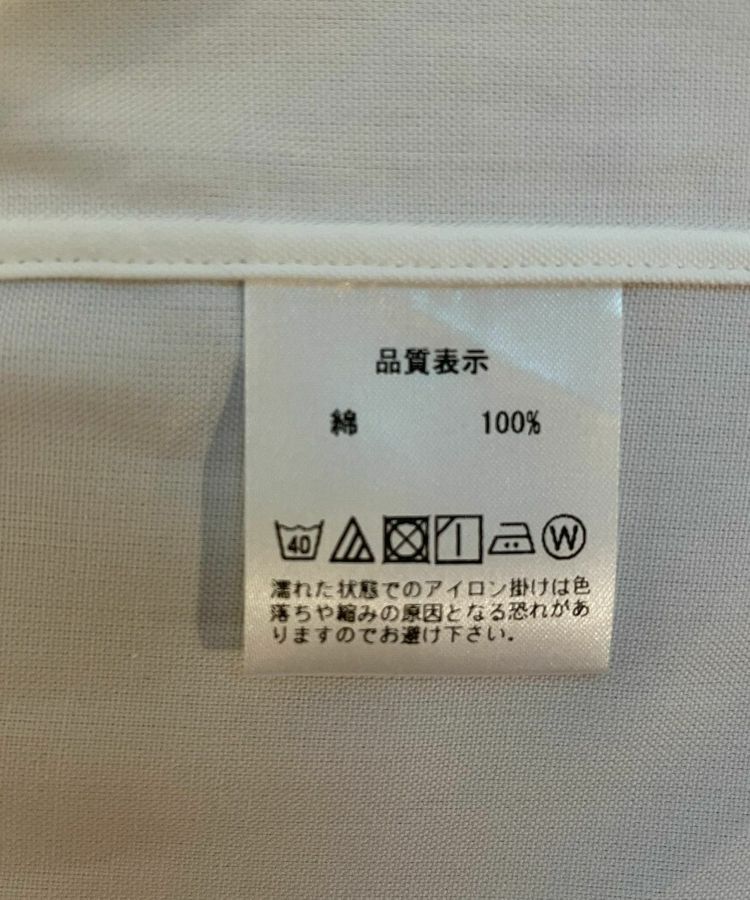 品質表示
綿 100%
40 W
濡れた状態でのアイロン掛けは色
落ちや縮みの原因となる恐れがあ
りますのでお避け下さい.